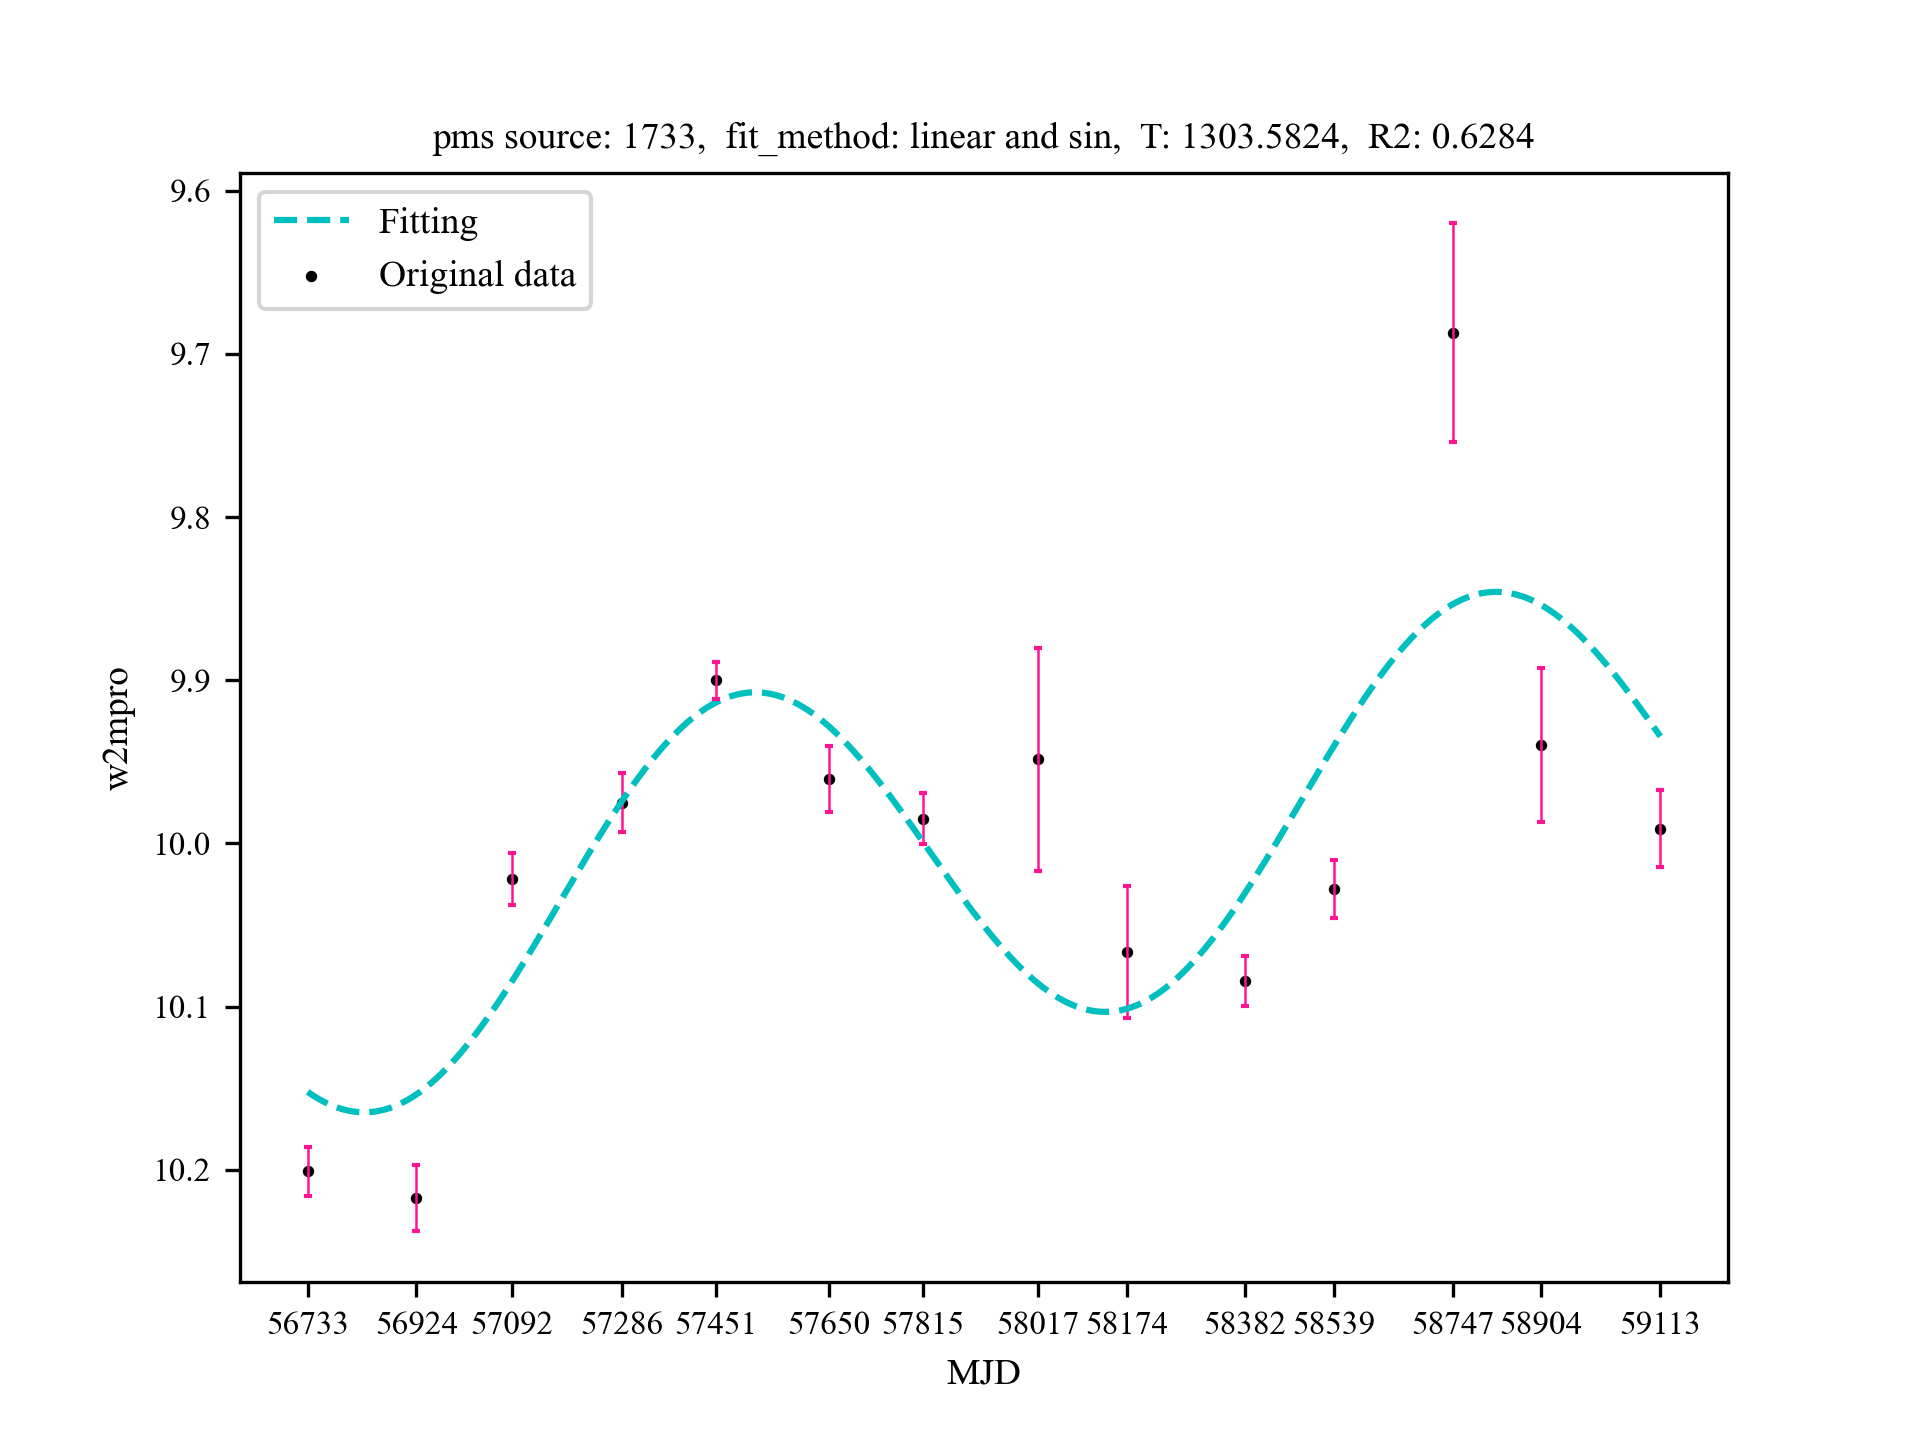 pms source: 1733,  fit_method: linear and sin,  T: 1303.5824,  R2: 0.6284
Fitting
Original data
9.6
9.7
9.8
9.9
10.0
10.1
10.2
w2mpro
56733 56924 57092 57286 57451 57650 57815 58017 58174 58382 58539 58747 58904 59113
MJD